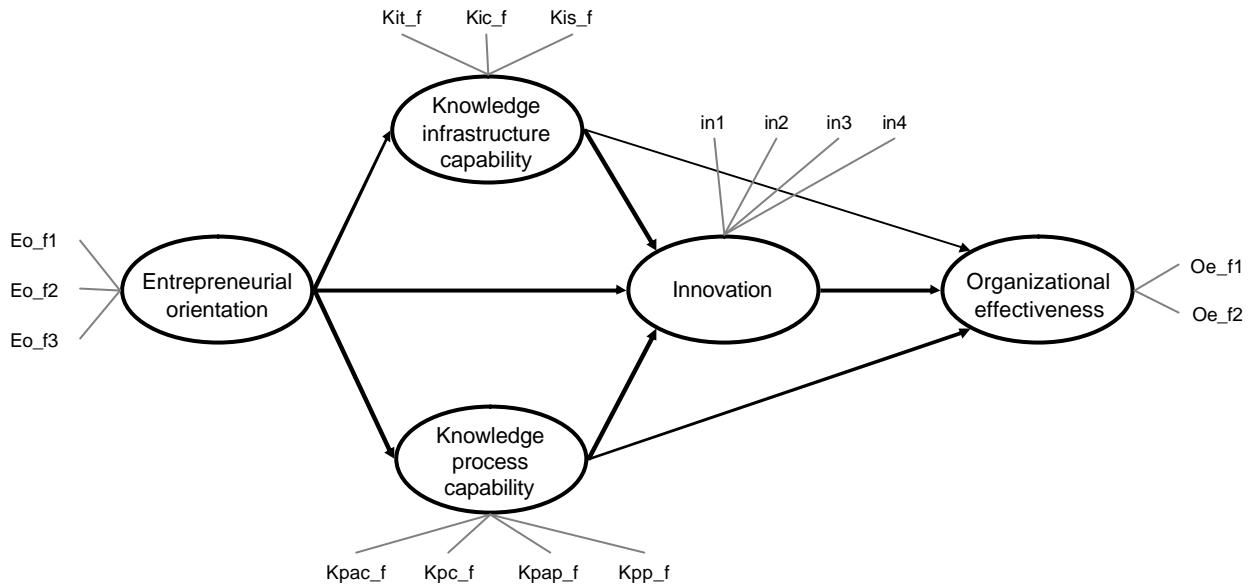 Kit_f Kic_f Kis_f
Knowledge
infrastructure
capability
in1 in2 in3 in4
Eo_f1
Eo_f2
Eo_f3
Entrepreneurial
orientation
Innovation
Organizational
effectiveness
Oe_f1
Oe_f2
Knowledge
process
capability
Kpac_f Kpc_f Kpap_f Kpp_f